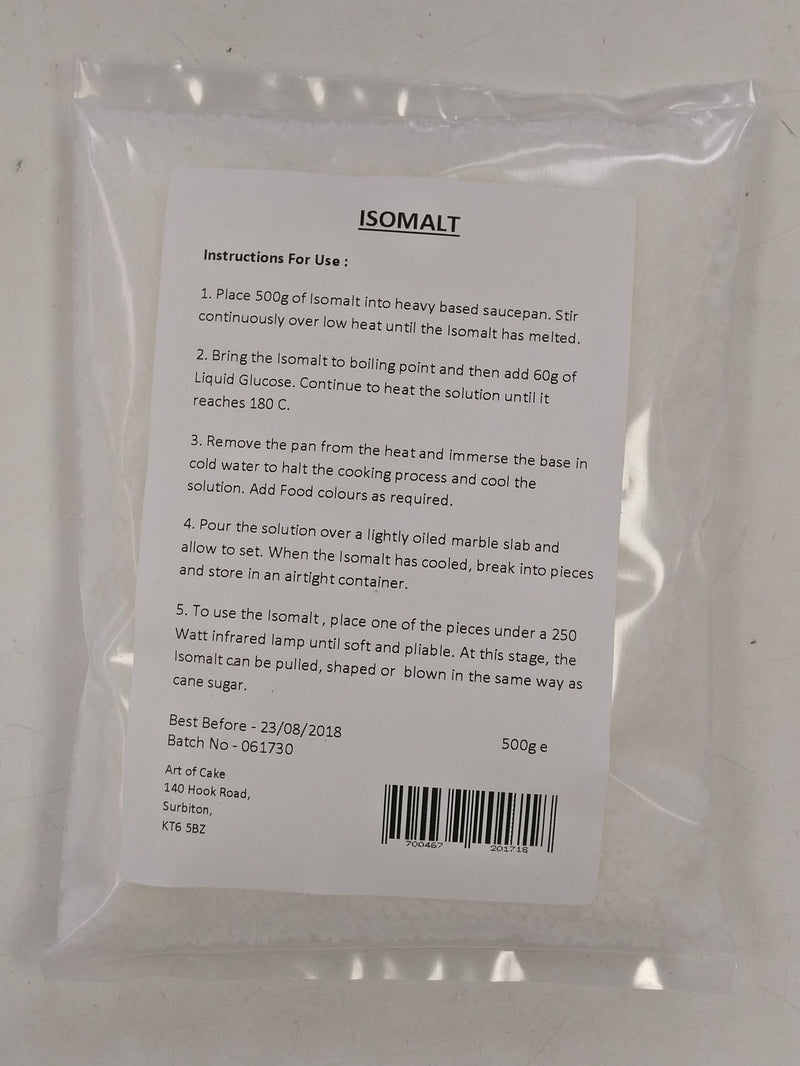 ISOMALT
Instructions For Use :
1. Place 500g of Isomalt into heavy based saucepan. Stir
continuously over low heat until the Isomalt has melted.
2. Bring the Isomalt to boiling point and then add 60g of
Liquid Glucose. Continue to heat the solution until it
reaches 180 C.
3. Remove the pan from the heat and immerse the base in
cold water to halt the cooking process and cool the
solution. Add Food colours as required.
4. Pour the solution over a lightly oiled marble slab and
allow to set. When the Isomalt has cooled, break into pieces
and store in an airtight container.
5. To use the Isomalt, place one of the pieces under a 250
Watt infrared lamp until soft and pliable. At this stage, the
Isomalt can be pulled, shaped or blown in the same way as
cane sugar.
Best Before - 23/08/2018
Batch No - 061730
500g e
Art of Cake
140 Hook Road,
Surbiton,
KT6 5BZ
700467 201718